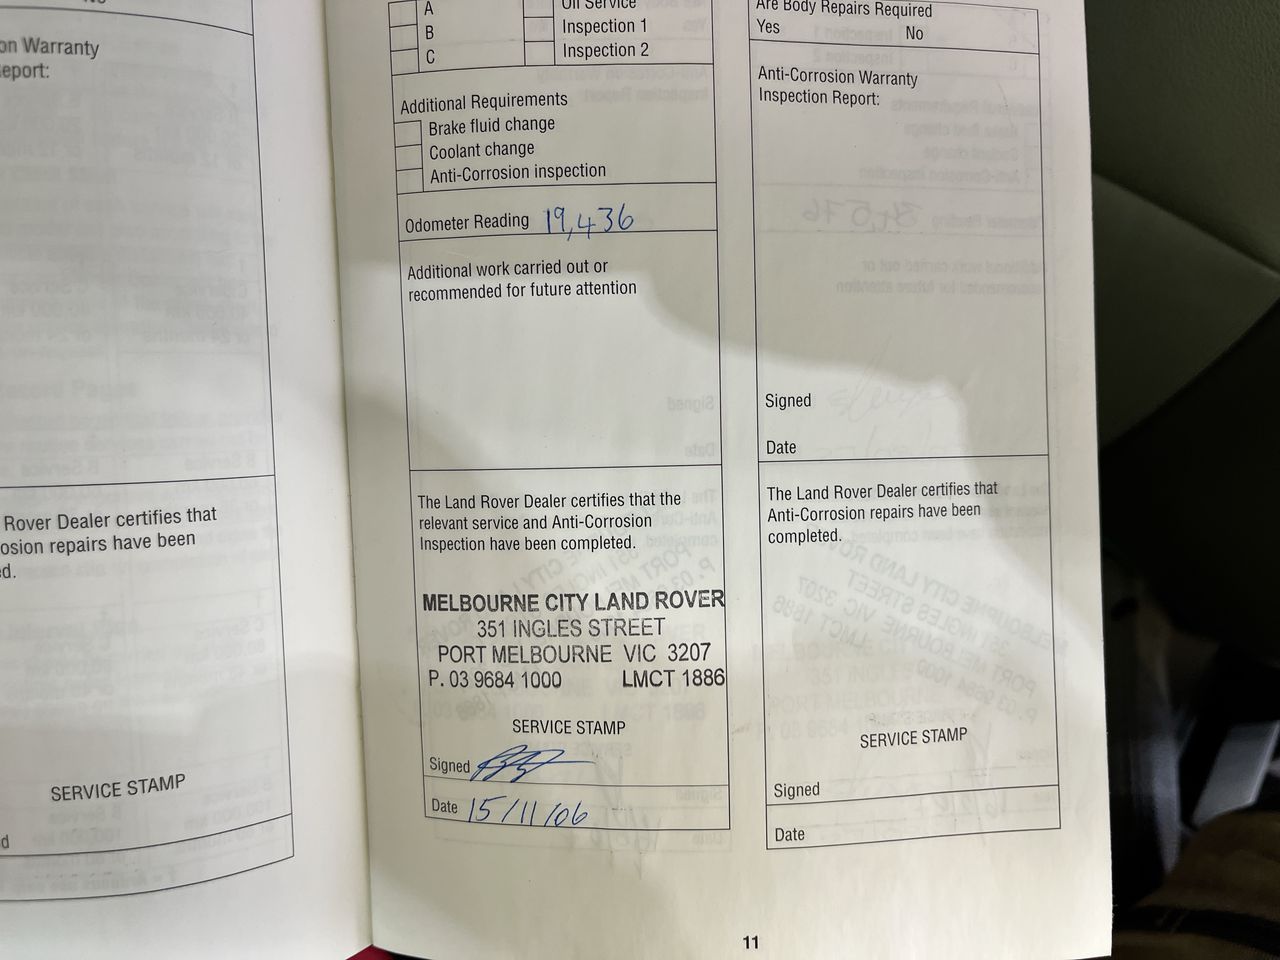 on Warranty
eport:
Rover Dealer certifies that
osion repairs have been
ed.
SERVICE STAMP
d
A
B
C
Oil Service
Inspection 1
Inspection 2
Additional Requirements
Brake fluid change
Coolant change
Anti-Corrosion inspection
Odometer Reading 19,436
Additional work carried out or
recommended for future attention
The Land Rover Dealer certifies that the
relevant service and Anti-Corrosion
Inspection have been completed.
MELBOURNE CITY LAND ROVER
351 INGLES STREET
PORT MELBOURNE VIC 3207
P. 03 9684 1000 LMCT 1886
SERVICE STAMP
Signed
Date 15/11/06
Are Body Repairs Required
Yes No
Anti-Corrosion Warranty
Inspection Report:
Signed
Date
The Land Rover Dealer certifies that
Anti-Corrosion repairs have been
completed.
SERVICE STAMP
Signed
Date
11